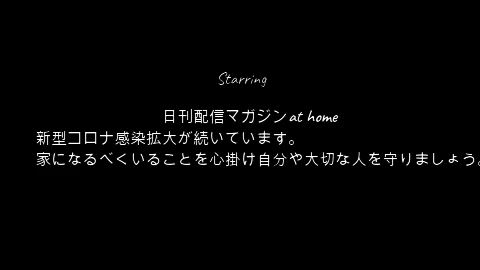 Starring
日刊配信マガジンat home
新型コロナ感染拡大が続いています。
家になるべくいることを心掛け自分や大切な人を守りましょう。